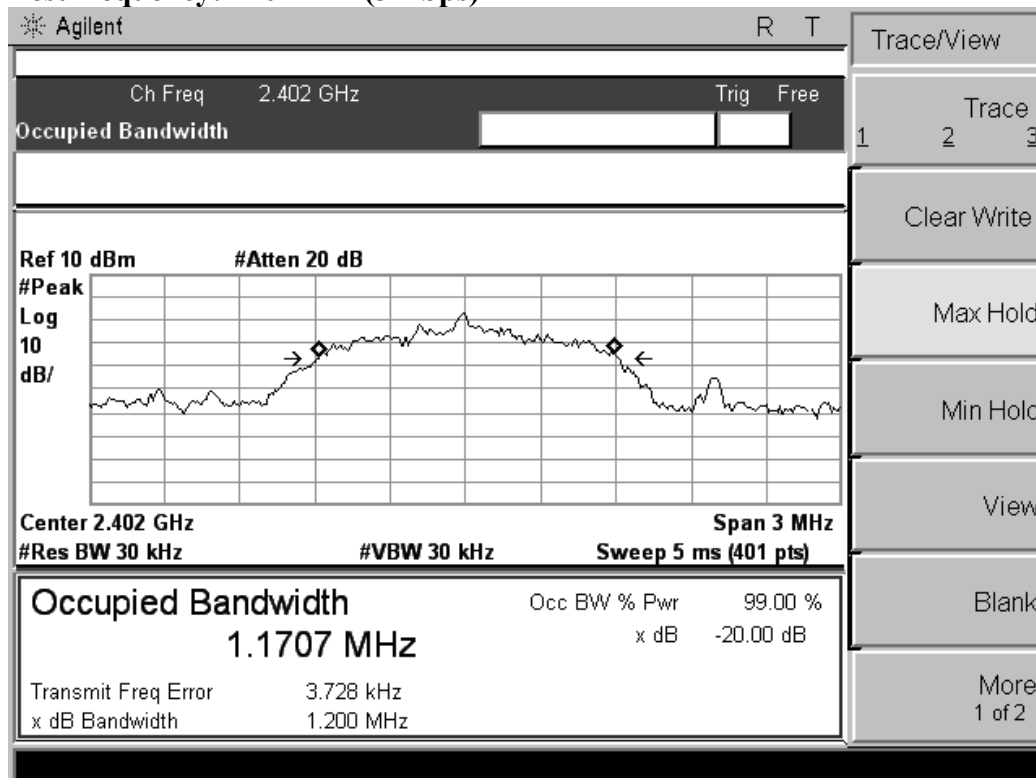 Agilent R T
Trace/View
Ch Freq 2.402 GHz Trig Free
Occupied Bandwidth
Trace
1 2 3
Clear Write
Ref 10 dBm #Atten 20 dB
#Peak
Log
10
dB/
Max Hold
Min Hold
View
Center 2.402 GHz Span 3 MHz
#Res BW 30 kHz #VBW 30 kHz Sweep 5 ms (401 pts)
Occupied Bandwidth
1.1707 MHz
Occ BW % Pwr 99.00 %
x dB -20.00 dB
Transmit Freq Error 3.728 kHz
x dB Bandwidth 1.200 MHz
Blank
More
1 of 2